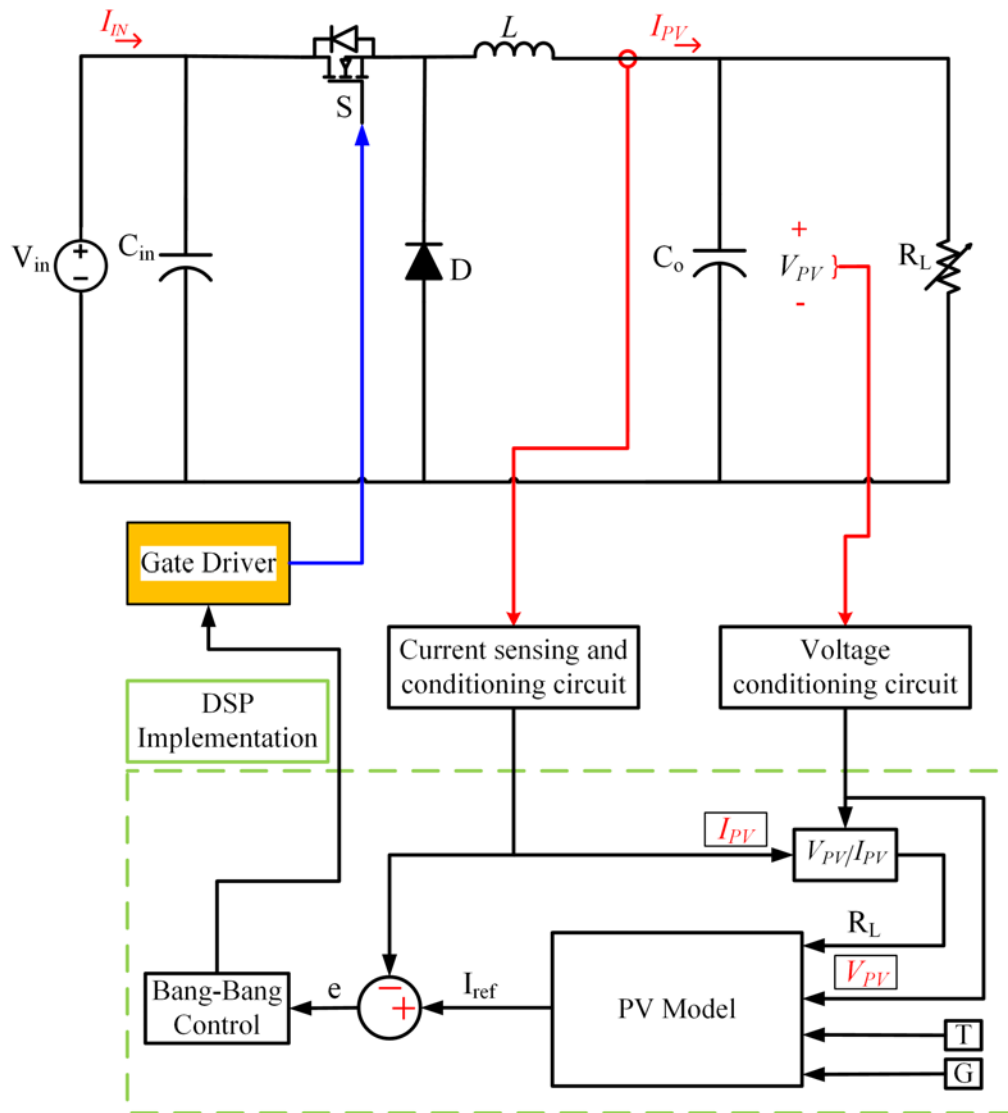 I_IN
L
I_PV
S
V_in
+
-
C_in
D
C_o
+
V_PV }
-
R_L
Gate Driver
Current sensing and
conditioning circuit
Voltage
conditioning circuit
DSP
Implementation
I_PV
V_PV/I_PV
R_L
V_PV
Bang-Bang
Control
e
−
+
I_ref
PV Model
T
G